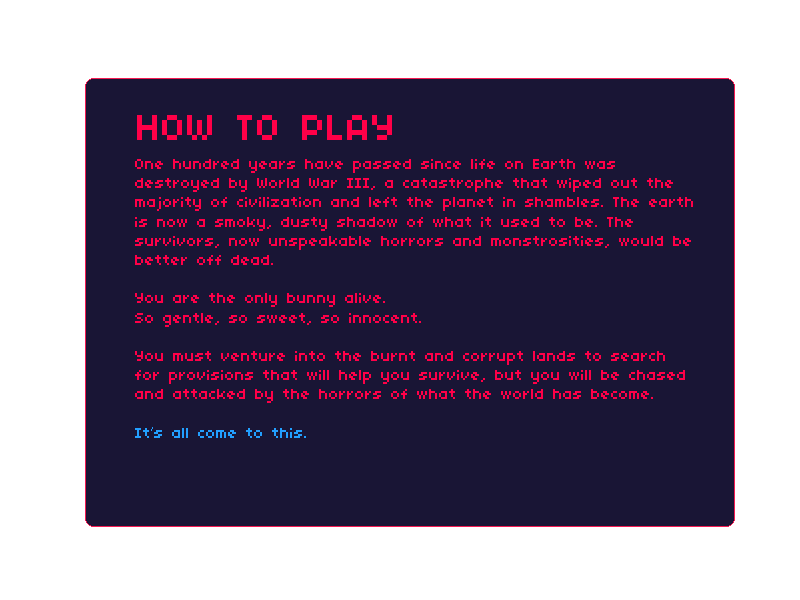 HOW TO PLAY
One hundred years have passed since life on Earth was
destroyed by World War III, a catastrophe that wiped out the
majority of civilization and left the planet in shambles. The earth
is now a smoky, dusty shadow of what it used to be. The
survivors, now unspeakable horrors and monstrosities, would be
better off dead.
You are the only bunny alive.
So gentle, so sweet, so innocent.
You must venture into the burnt and corrupt lands to search
for provisions that will help you survive, but you will be chased
and attacked by the horrors of what the world has become.
It's all come to this.